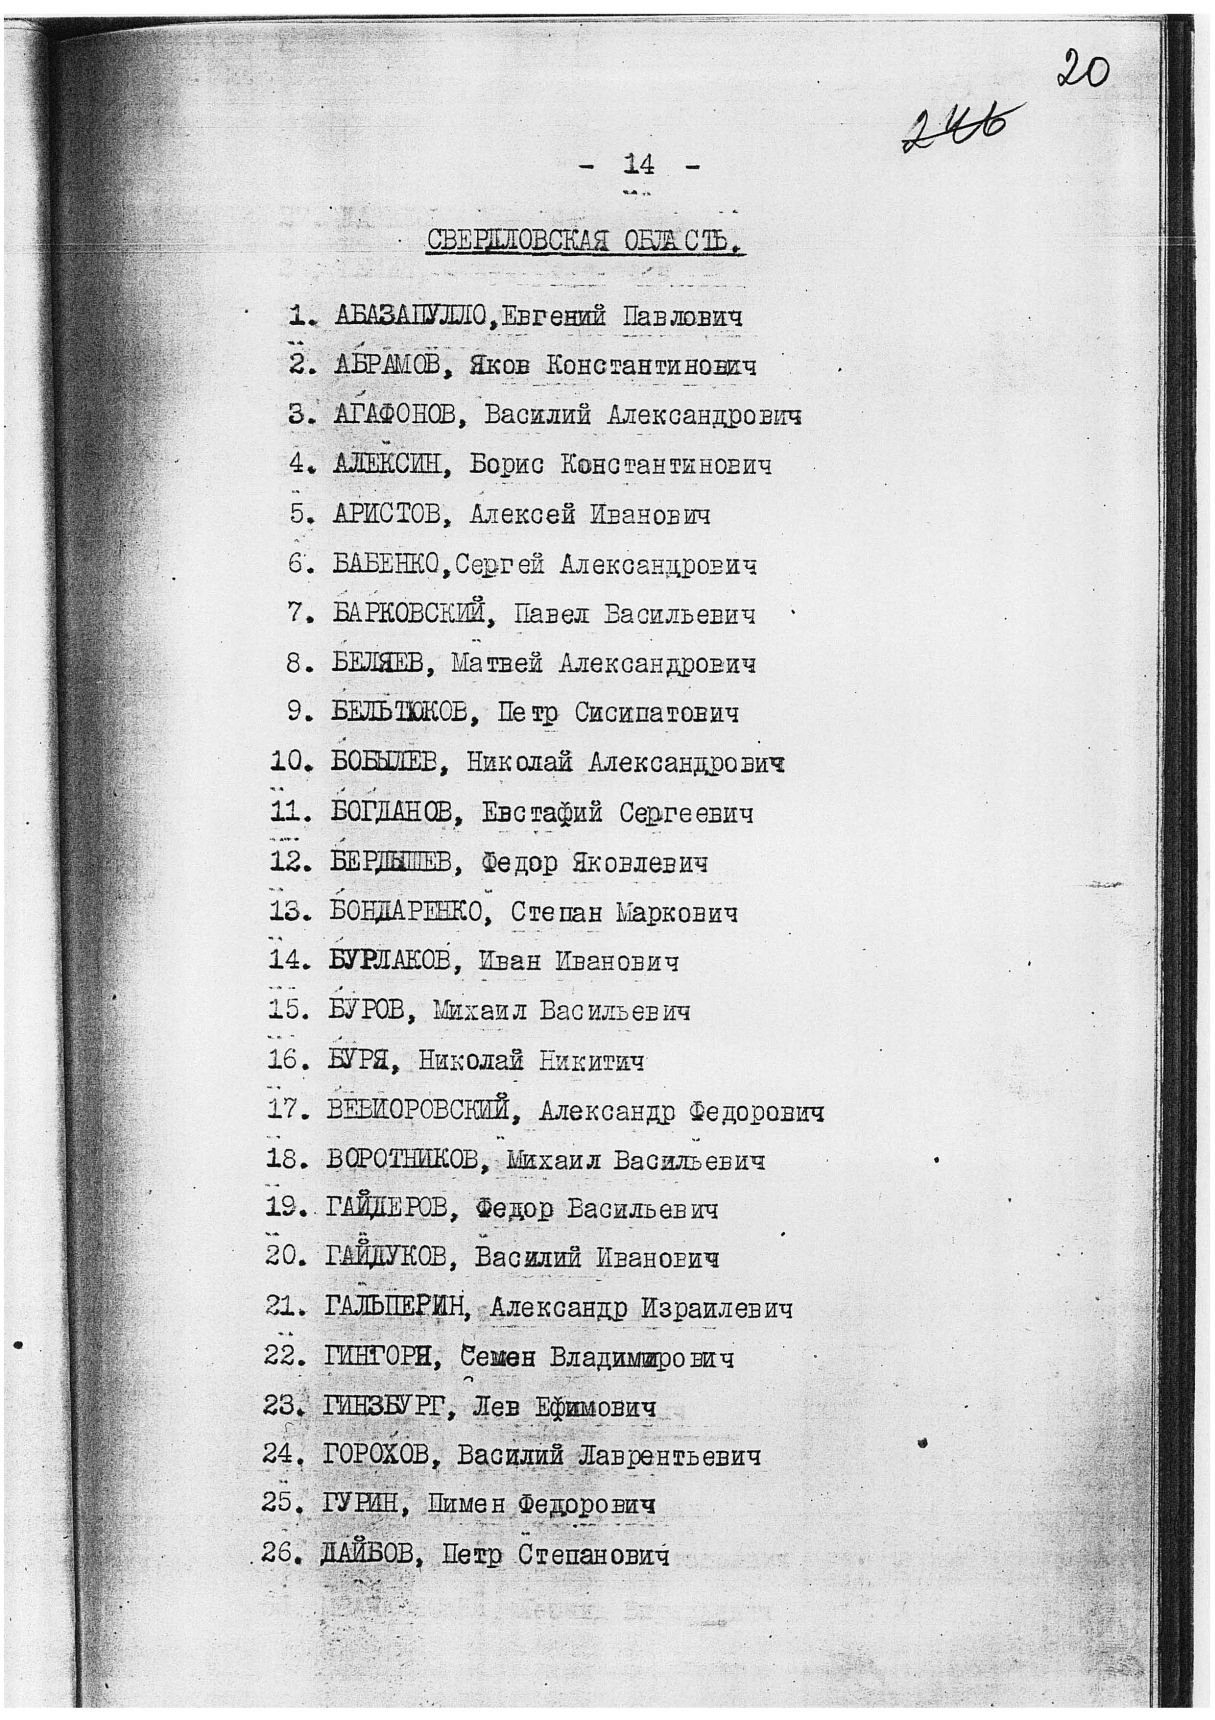 20
246
- 14 -
СВЕРДЛОВСКАЯ ОБЛАСТЬ.
1. АБАЗАПУЛЛО,Евгений Павлович
2. АБРАМОВ, Яков Константинович
3. АГАФОНОВ, Василий Александрович
4. АЛЕКСИН, Борис Константинович
5. АРИСТОВ, Алексей Иванович
6. БАБЕНКО,Сергей Александрович
7. БАРКОВСКИЙ, Павел Васильевич
8. БЕЛЯЕВ, Матвей Александрович
9. БЕЛЬТЮКОВ, Петр Сисипатович
10. БОБЫЛЕВ, Николай Александрович
11. БОГДАНОВ, Евстафий Сергеевич
12. БЕРДЫШЕВ, Федор Яковлевич
13. БОНДАРЕНКО, Степан Маркович
14. БУРЛАКОВ, Иван Иванович
15. БУРОВ, Михаил Васильевич
16. БУРЯ, Николай Никитич
17. ВЕВИОРОВСКИЙ, Александр Федорович
18. ВОРОТНИКОВ, Михаил Васильевич
19. ГАЙДЕРОВ, Федор Васильевич
20. ГАЙДУКОВ, Василий Иванович
21. ГАЛЬПЕРИН, Александр Израилевич
22. ГИНГОРН, Семен Владимирович
23. ГИНЗБУРГ, Лев Ефимович
24. ГОРОХОВ, Василий Лаврентьевич
25. ГУРИН, Пимен Федорович
26. ДАЙБОВ, Петр Степанович